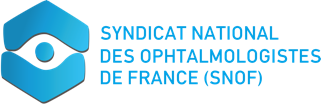 SYNDICAT NATIONAL
DES OPHTALMOLOGISTES
DE FRANCE (SNOF)